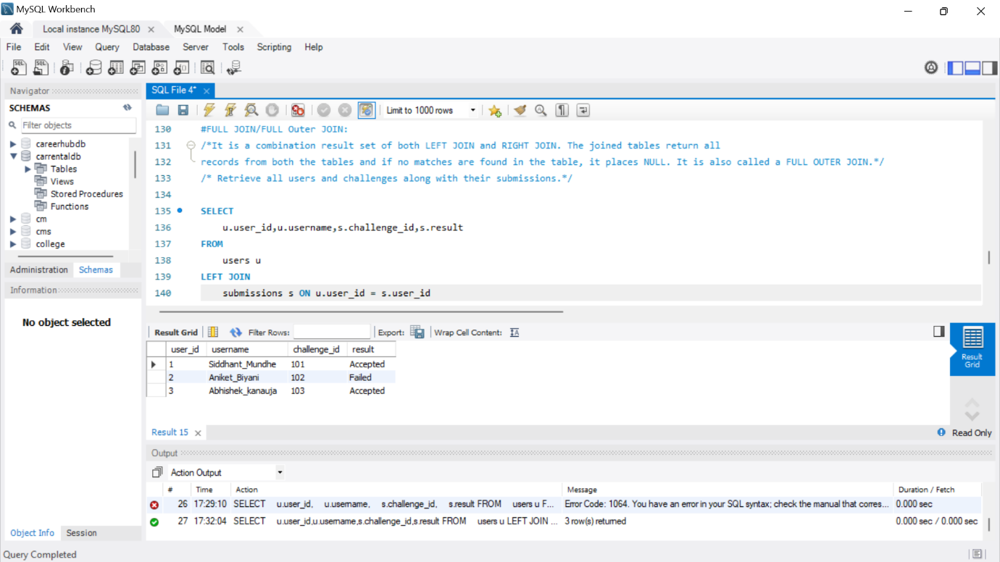 MySQL Workbench
Local instance MySQL80 MySQL Model
File Edit View Query Database Server Tools Scripting Help
Navigator
SCHEMAS
Filter objects
careerhubdb
carrentaldb
Tables
Views
Stored Procedures
Functions
cm
cms
college
Administration Schemas
Information
No object selected
Object Info Session
SQL File 4*
Limit to 1000 rows
130 #FULL JOIN/FULL Outer JOIN:
131 /*It is a combination result set of both LEFT JOIN and RIGHT JOIN. The joined tables return all
132 records from both the tables and if no matches are found in the table, it places NULL. It is also called a FULL OUTER JOIN.*/
133 /* Retrieve all users and challenges along with their submissions.*/
134
135 SELECT
136 u.user_id,u.username,s.challenge_id,s.result
137 FROM
138 users u
139 LEFT JOIN
140 submissions s ON u.user_id = s.user_id
Result Grid Filter Rows: Export: Wrap Cell Content:
user_id username challenge_id result
1 Siddhant_Mundhe 101 Accepted
2 Aniket_Biyani 102 Failed
3 Abhishek_kanauja 103 Accepted
Result Grid
Result 15 Read Only
Output
Action Output
# Time Action Message Duration / Fetch
26 17:29:10 SELECT u.user_id, u.username, s.challenge_id, s.result FROM users u F... Error Code: 1064. You have an error in your SQL syntax; check the manual that corres... 0.000 sec
27 17:32:04 SELECT u.user_id,u.username,s.challenge_id,s.result FROM users u LEFT JOIN ... 3 row(s) returned 0.000 sec / 0.000 sec
Query Completed